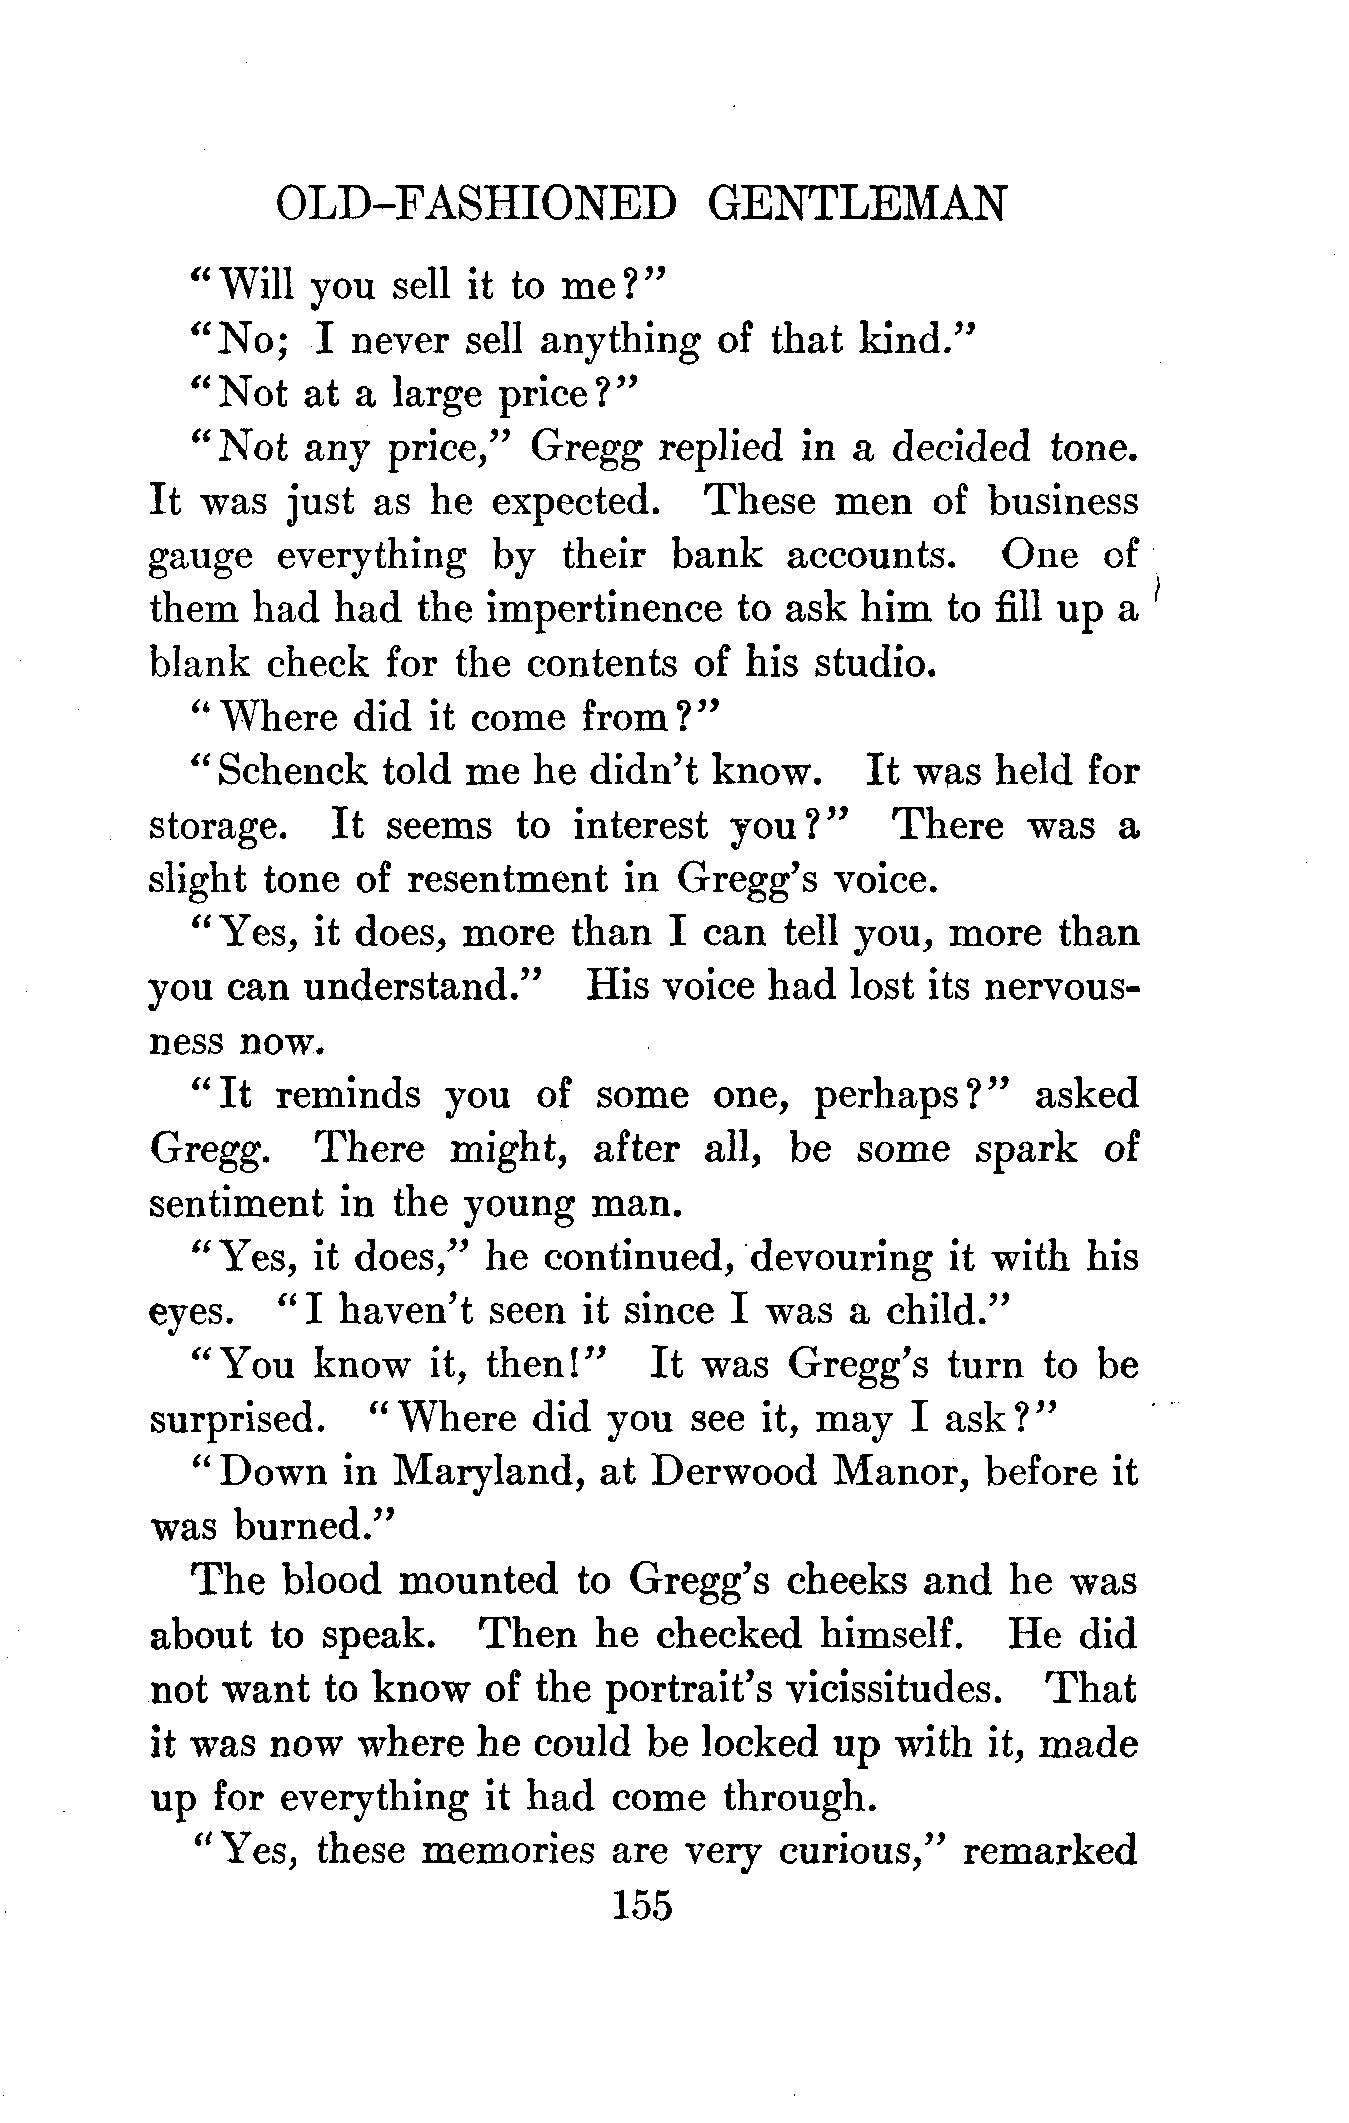 OLD-FASHIONED GENTLEMAN
"Will you sell it to me?"
"No; I never sell anything of that kind."
"Not at a large price?"
"Not any price," Gregg replied in a decided tone.
It was just as he expected. These men of business
gauge everything by their bank accounts. One of
them had had the impertinence to ask him to fill up a
blank check for the contents of his studio.
"Where did it come from?"
"Schenck told me he didn't know. It was held for
storage. It seems to interest you?" There was a
slight tone of resentment in Gregg's voice.
"Yes, it does, more than I can tell you, more than
you can understand." His voice had lost its nervous-
ness now.
"It reminds you of some one, perhaps?" asked
Gregg. There might, after all, be some spark of
sentiment in the young man.
"Yes, it does," he continued, devouring it with his
eyes. "I haven't seen it since I was a child."
"You know it, then!" It was Gregg's turn to be
surprised. "Where did you see it, may I ask?"
"Down in Maryland, at Derwood Manor, before it
was burned."
The blood mounted to Gregg's cheeks and he was
about to speak. Then he checked himself. He did
not want to know of the portrait's vicissitudes. That
it was now where he could be locked up with it, made
up for everything it had come through.
"Yes, these memories are very curious," remarked
155